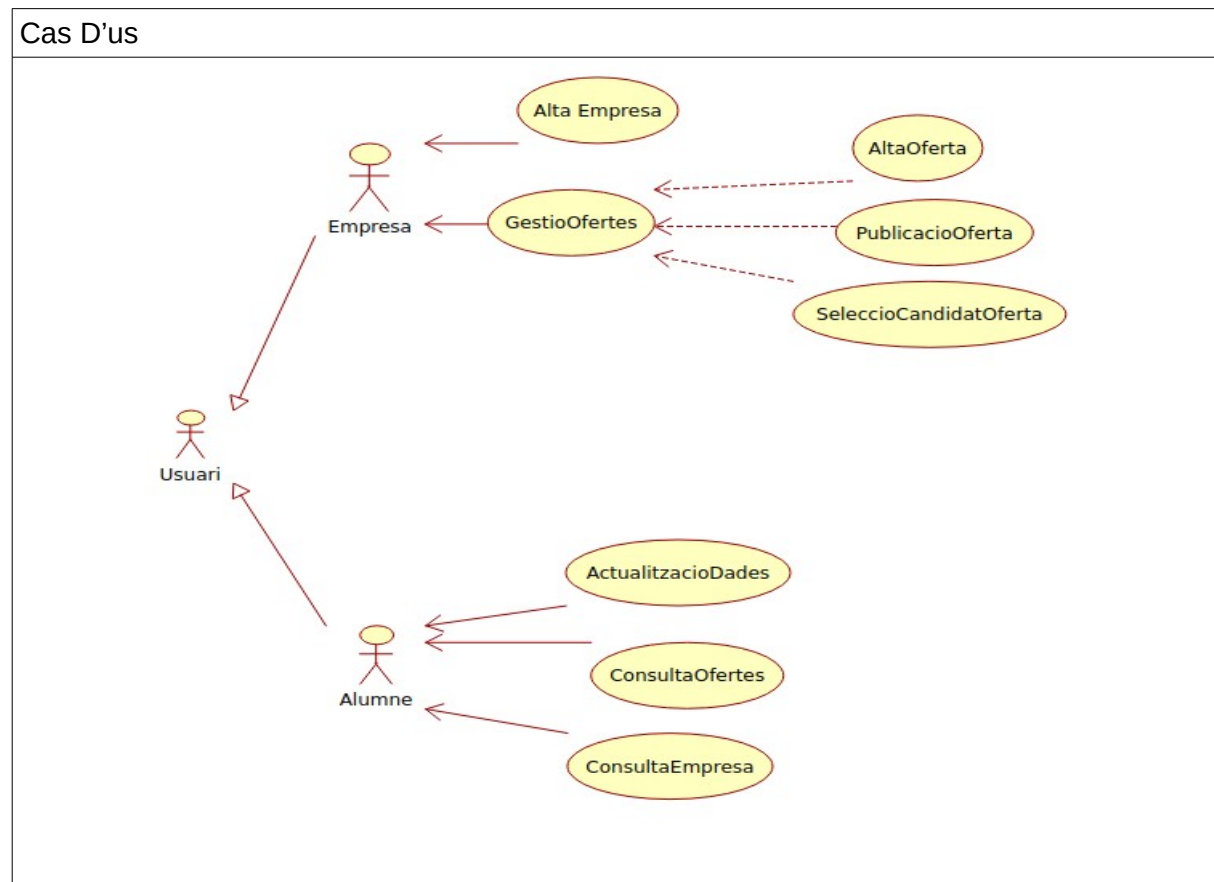 Cas D’us
Alta Empresa
AltaOferta
Empresa
GestioOfertes
PublicacioOferta
SeleccioCandidatOferta
Usuari
ActualitzacioDades
ConsultaOfertes
Alumne
ConsultaEmpresa